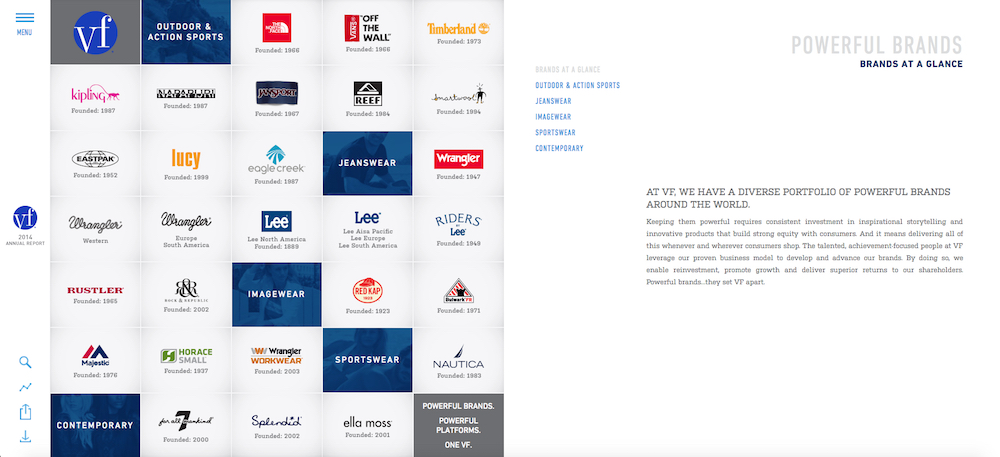 MENU
vf
OUTDOOR &
ACTION SPORTS
THE
NORTH
FACE
Founded: 1966
VANS
"OFF
THE
WALL"
Founded: 1966
Timberland
Founded: 1973
kipling
Founded: 1987
NAPAPIJRI
Founded: 1987
JANSPORT
Founded: 1967
REEF
Founded: 1984
smartwool
Founded: 1994
EASTPAK
Founded: 1952
lucy
Founded: 1999
eagle creek
Founded: 1997
JEANSWEAR
Wrangler
Founded: 1947
Wrangler
Western
Wrangler
Europe
South America
Lee
Lee North America
Founded: 1889
Lee
Lee Aisa Pacific
Lee Europe
Lee South America
RIDERS
BY
Lee
Founded: 1949
vf
2014
ANNUAL REPORT
RUSTLER
Founded: 1965
R&R
ROCK & REPUBLIC
Founded: 2002
IMAGEWEAR
RED KAP
1923
Founded: 1923
Bulwark FR
Founded: 1971
Majestic
Founded: 1976
HORACE
SMALL
Founded: 1937
Wrangler
WORKWEAR
Founded: 2003
SPORTSWEAR
NAUTICA
Founded: 1983
CONTEMPORARY
for all 7 mankind
Founded: 2000
Splendid
Founded: 2002
ella moss
Founded: 2001
POWERFUL BRANDS.
POWERFUL
PLATFORMS.
ONE VF.
POWERFUL BRANDS
BRANDS AT A GLANCE
BRANDS AT A GLANCE
OUTDOOR & ACTION SPORTS
JEANSWEAR
IMAGEWEAR
SPORTSWEAR
CONTEMPORARY
AT VF, WE HAVE A DIVERSE PORTFOLIO OF POWERFUL BRANDS
AROUND THE WORLD.
Keeping them powerful requires consistent investment in inspirational storytelling and
innovative products that build strong equity with consumers. And it means delivering all of
this whenever and wherever consumers shop. The talented, achievement-focused people at VF
leverage our proven business model to develop and advance our brands. By doing so, we
enable reinvestment, promote growth and deliver superior returns to our shareholders.
Powerful brands...they set VF apart.